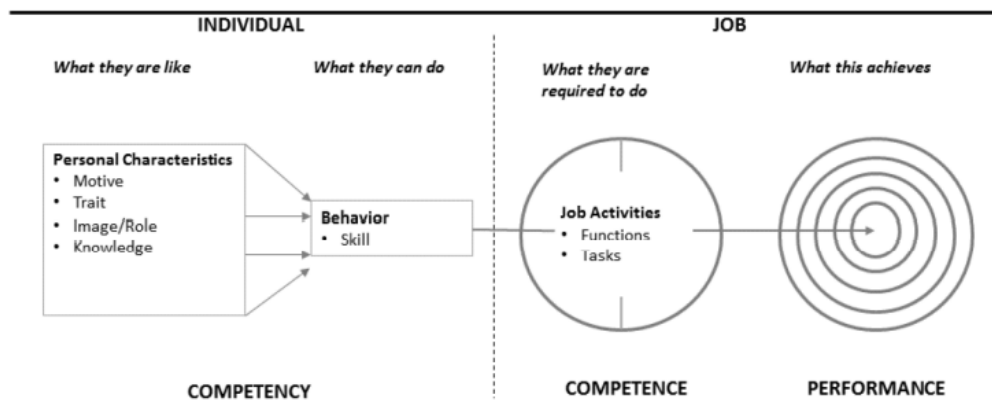 INDIVIDUAL
JOB
What they are like
What they can do
What they are
required to do
What this achieves
Personal Characteristics
• Motive
• Trait
• Image/Role
• Knowledge
Behavior
• Skill
Job Activities
• Functions
• Tasks
COMPETENCY
COMPETENCE
PERFORMANCE